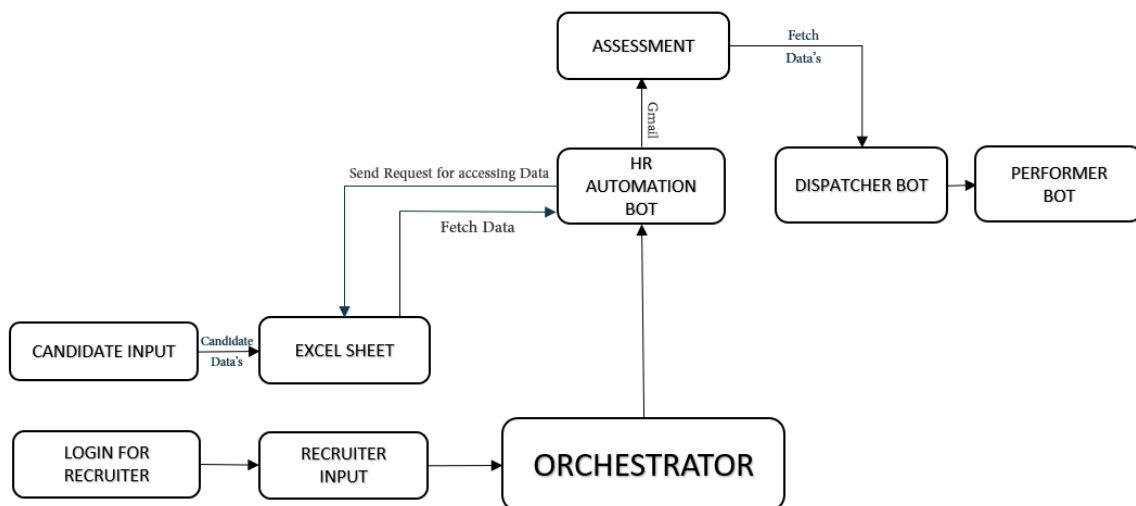 ASSESSMENT
Fetch
Data's
Gmail
HR
AUTOMATION
BOT
DISPATCHER BOT
PERFORMER
BOT
Send Request for accessing Data
Fetch Data
CANDIDATE INPUT
Candidate
Data's
EXCEL SHEET
LOGIN FOR
RECRUITER
RECRUITER
INPUT
ORCHESTRATOR